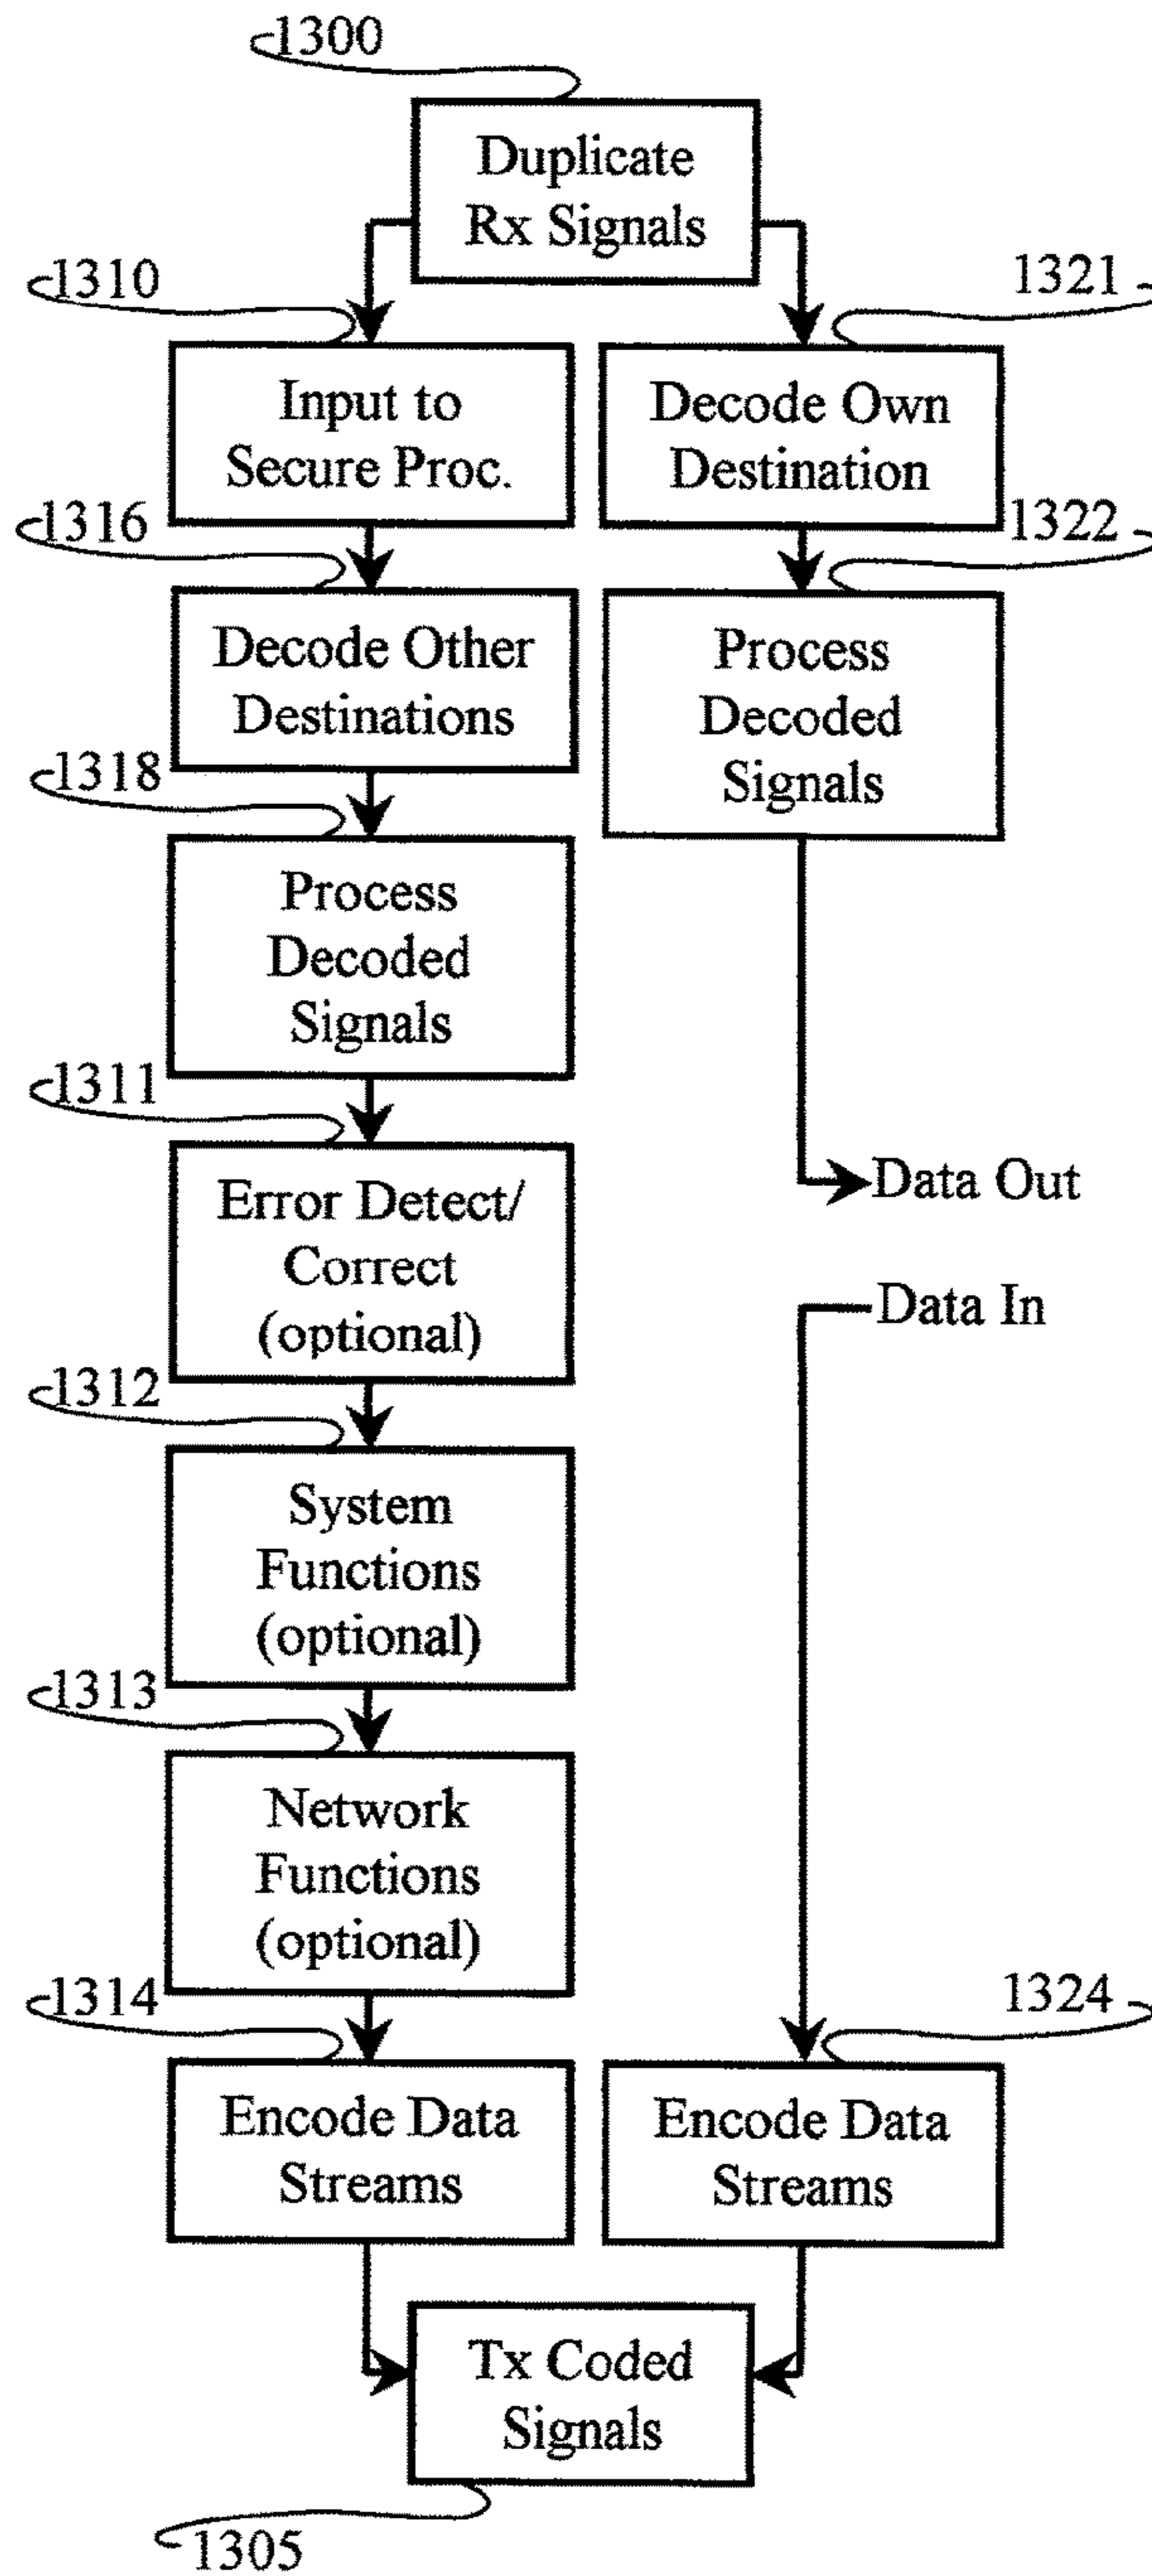 1300
Duplicate
Rx Signals
1310
1321
Input to
Secure Proc.
Decode Own
Destination
1316
1322
Decode Other
Destinations
Process
Decoded
Signals
1318
Process
Decoded
Signals
1311
Error Detect/
Correct
(optional)
Data Out
Data In
1312
System
Functions
(optional)
1313
Network
Functions
(optional)
1314
1324
Encode Data
Streams
Encode Data
Streams
Tx Coded
Signals
1305